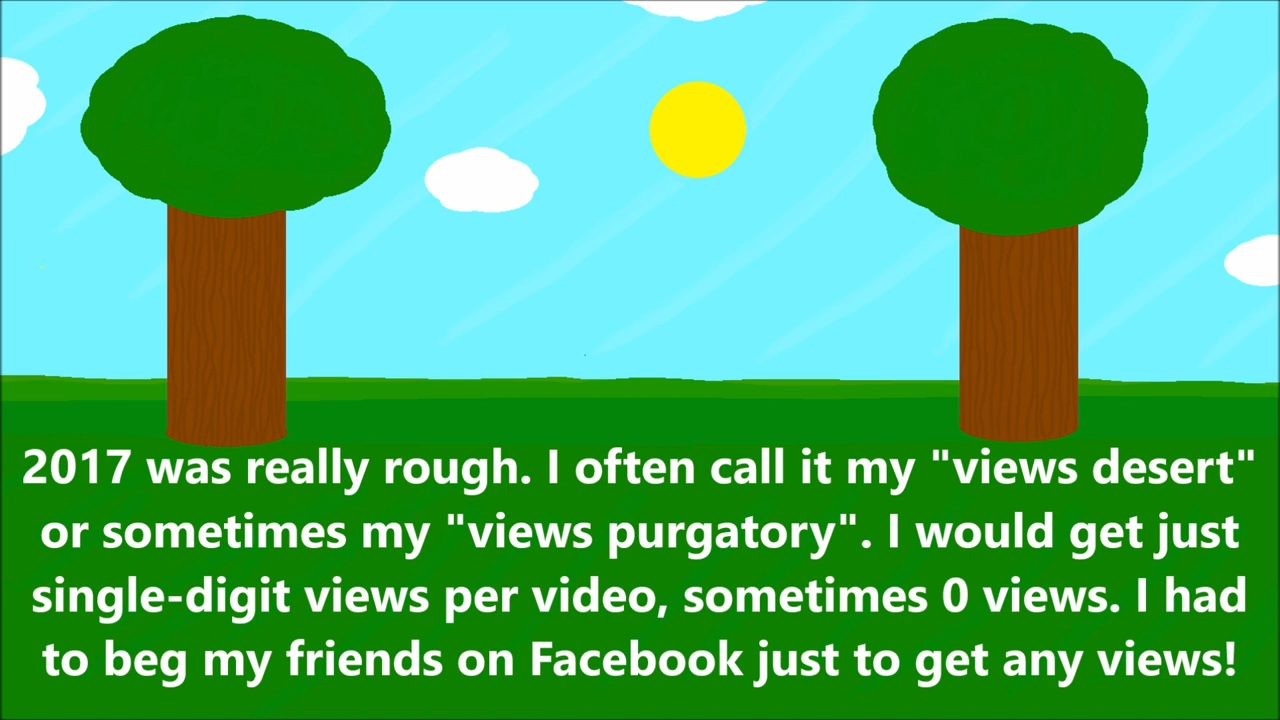 2017 was really rough. I often call it my "views desert"
or sometimes my "views purgatory". I would get just
single-digit views per video, sometimes 0 views. I had
to beg my friends on Facebook just to get any views!